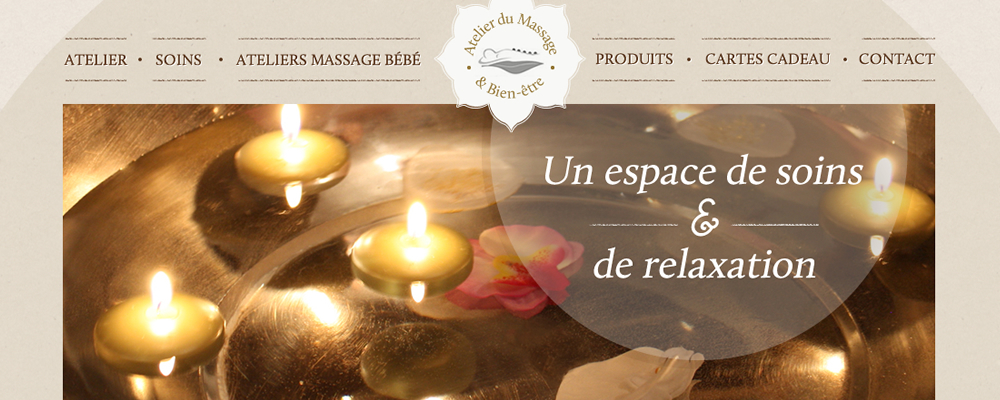 ATELIER • SOINS • ATELIERS MASSAGE BÉBÉ
Atelier du Massage
& Bien-être
PRODUITS • CARTES CADEAU • CONTACT
Un espace de soins
&
de relaxation